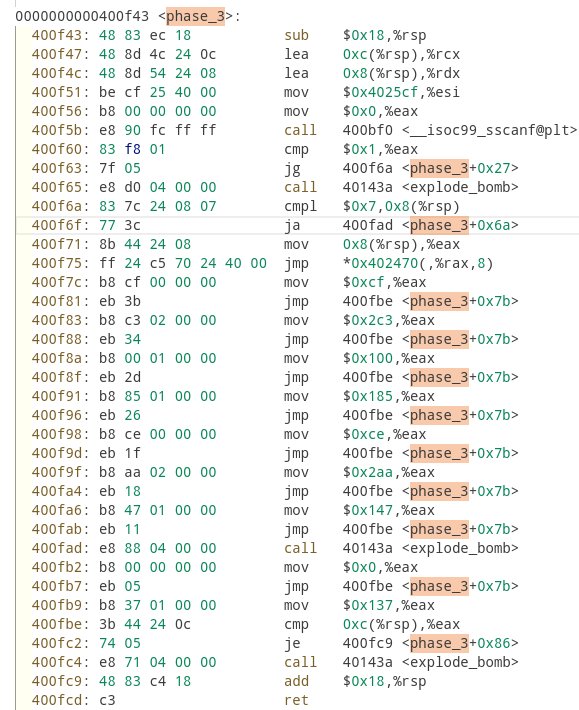 0000000000400f43 <phase_3>:
400f43: 48 83 ec 18 sub $0x18,%rsp
400f47: 48 8d 4c 24 0c lea 0xc(%rsp),%rcx
400f4c: 48 8d 54 24 08 lea 0x8(%rsp),%rdx
400f51: be cf 25 40 00 mov $0x4025cf,%esi
400f56: b8 00 00 00 00 mov $0x0,%eax
400f5b: e8 90 fc ff ff call 400bf0 <__isoc99_sscanf@plt>
400f60: 83 f8 01 cmp $0x1,%eax
400f63: 7f 05 jg 400f6a <phase_3+0x27>
400f65: e8 d0 04 00 00 call 40143a <explode_bomb>
400f6a: 83 7c 24 08 07 cmpl $0x7,0x8(%rsp)
400f6f: 77 3c ja 400fad <phase_3+0x6a>
400f71: 8b 44 24 08 mov 0x8(%rsp),%eax
400f75: ff 24 c5 70 24 40 00 jmp *0x402470(,%rax,8)
400f7c: b8 cf 00 00 00 mov $0xcf,%eax
400f81: eb 3b jmp 400fbe <phase_3+0x7b>
400f83: b8 c3 02 00 00 mov $0x2c3,%eax
400f88: eb 34 jmp 400fbe <phase_3+0x7b>
400f8a: b8 00 01 00 00 mov $0x100,%eax
400f8f: eb 2d jmp 400fbe <phase_3+0x7b>
400f91: b8 85 01 00 00 mov $0x185,%eax
400f96: eb 26 jmp 400fbe <phase_3+0x7b>
400f98: b8 ce 00 00 00 mov $0xce,%eax
400f9d: eb 1f jmp 400fbe <phase_3+0x7b>
400f9f: b8 aa 02 00 00 mov $0x2aa,%eax
400fa4: eb 18 jmp 400fbe <phase_3+0x7b>
400fa6: b8 47 01 00 00 mov $0x147,%eax
400fab: eb 11 jmp 400fbe <phase_3+0x7b>
400fad: e8 88 04 00 00 call 40143a <explode_bomb>
400fb2: b8 00 00 00 00 mov $0x0,%eax
400fb7: eb 05 jmp 400fbe <phase_3+0x7b>
400fb9: b8 37 01 00 00 mov $0x137,%eax
400fbe: 3b 44 24 0c cmp 0xc(%rsp),%eax
400fc2: 74 05 je 400fc9 <phase_3+0x86>
400fc4: e8 71 04 00 00 call 40143a <explode_bomb>
400fc9: 48 83 c4 18 add $0x18,%rsp
400fcd: c3 ret